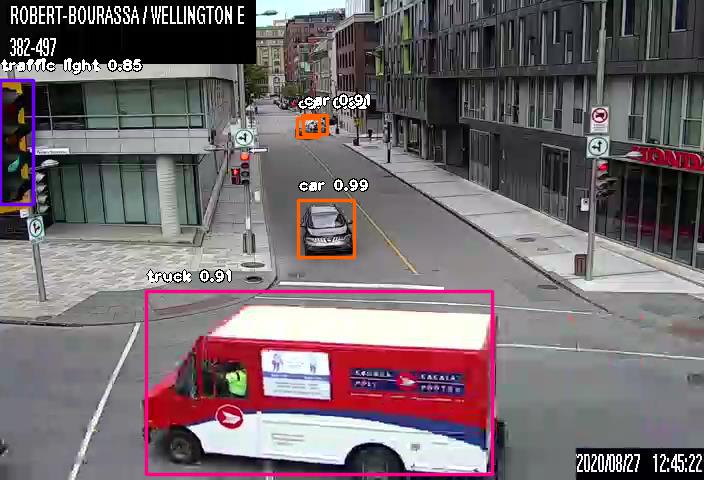 ROBERT-BOURASSA / WELLINGTON E
382-497
traffic light 0.85
car 0.91
car 0.99
truck 0.91
CANADA
POST
CANADA
POSTES
HONDA
2020/08/27 12:45:22